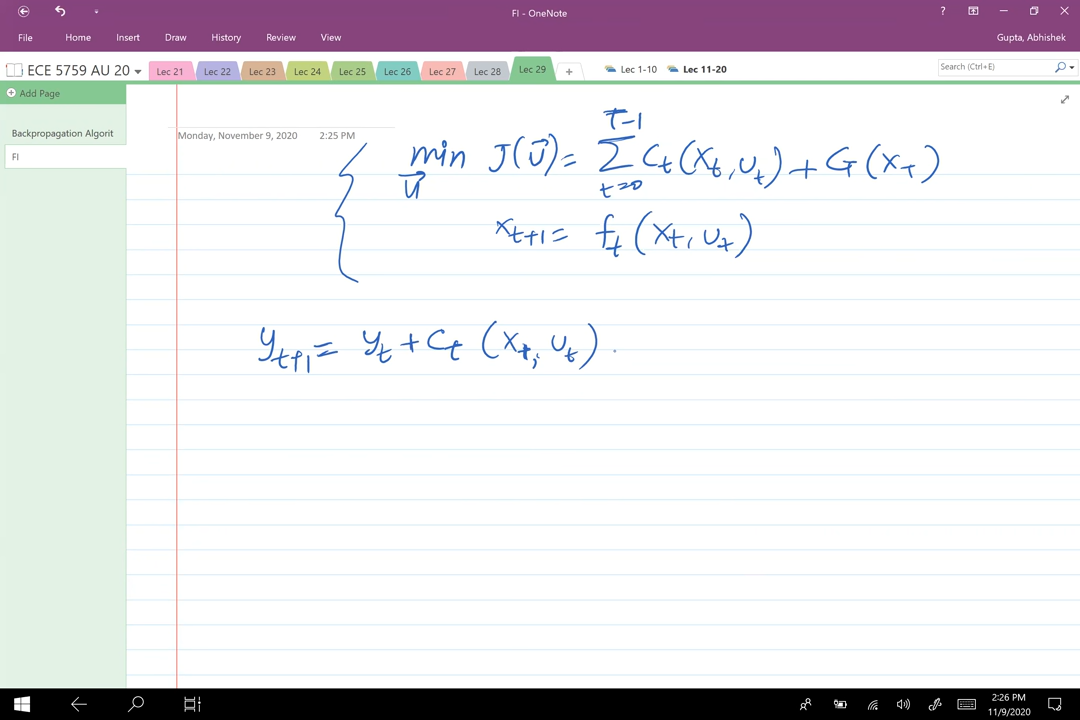 FI - OneNote
?
File Home Insert Draw History Review View Gupta, Abhishek
ECE 5759 AU 20 Lec 21 Lec 22 Lec 23 Lec 24 Lec 25 Lec 26 Lec 27 Lec 28 Lec 29 + Lec 1-10 Lec 11-20 Search (Ctrl+E)
Add Page
Backpropagation Algorit
FI
Monday, November 9, 2020 2:25 PM
min_{\vec{U}} J(\vec{U}) = \sum_{t=0}^{T-1} C_t(x_t, u_t) + G(x_T)
x_{t+1} = f_t(x_t, u_t)
y_{t+1} = y_t + C_t(x_t, u_t)
2:26 PM
11/9/2020